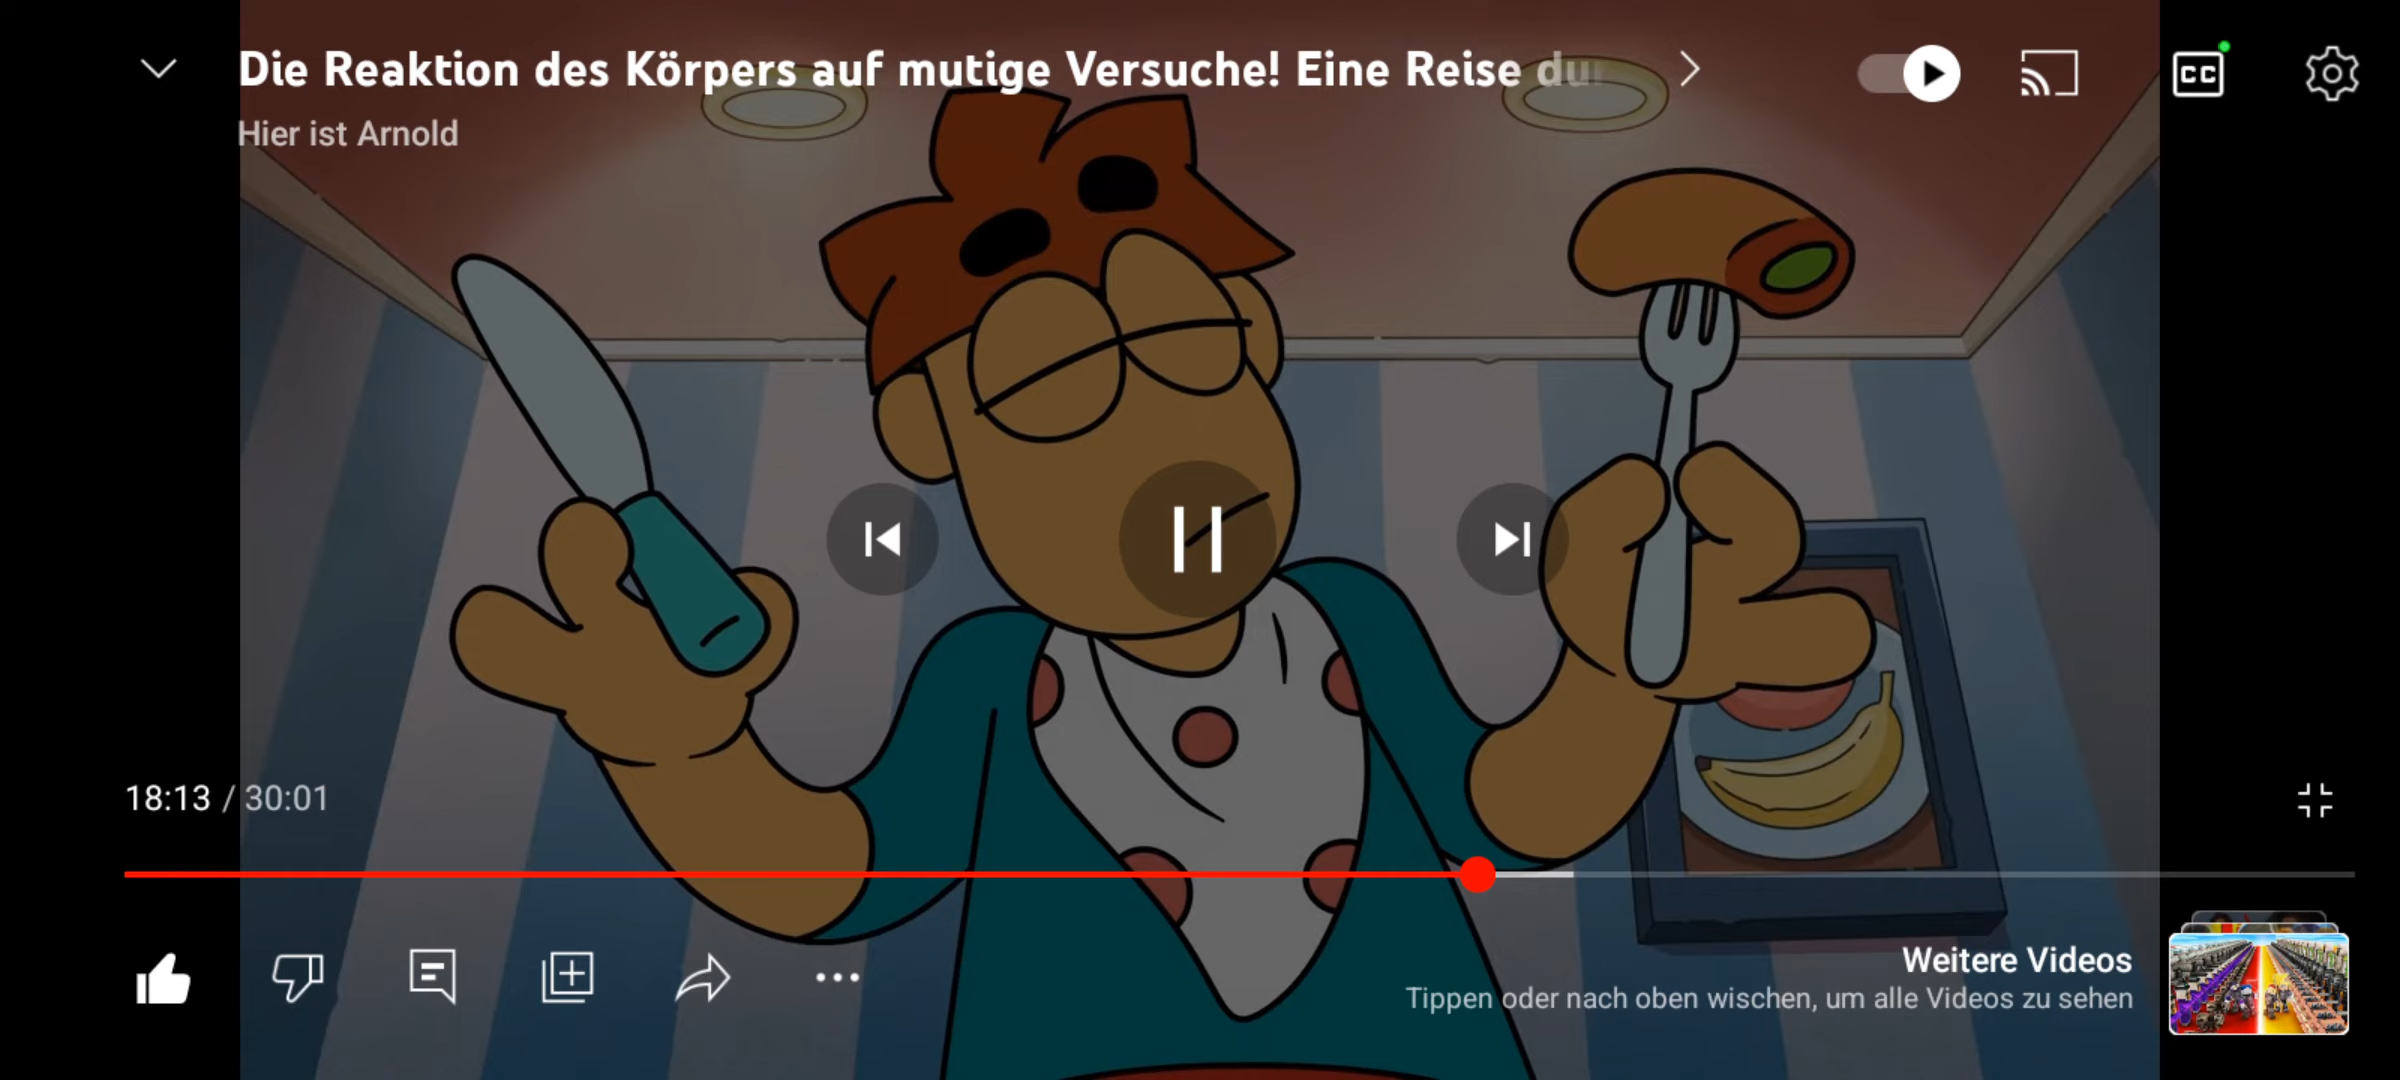 Die Reaktion des Körpers auf mutige Versuche! Eine Reise
Hier ist Arnold
CC
18:13 / 30:01
Weitere Videos
Tippen oder nach oben wischen, um alle Videos zu sehen